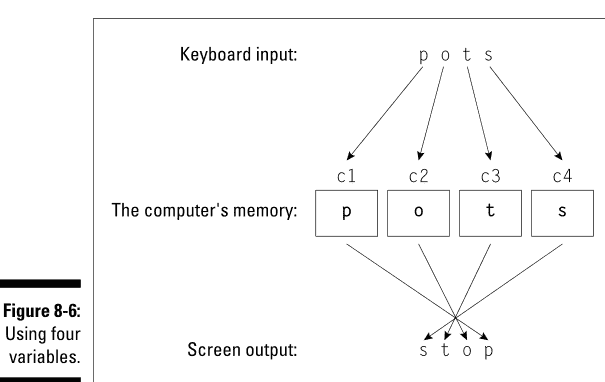 Keyboard input: p o t s
c1 c2 c3 c4
The computer's memory: p o t s
Figure 8-6:
Using four
variables.
Screen output: s t o p